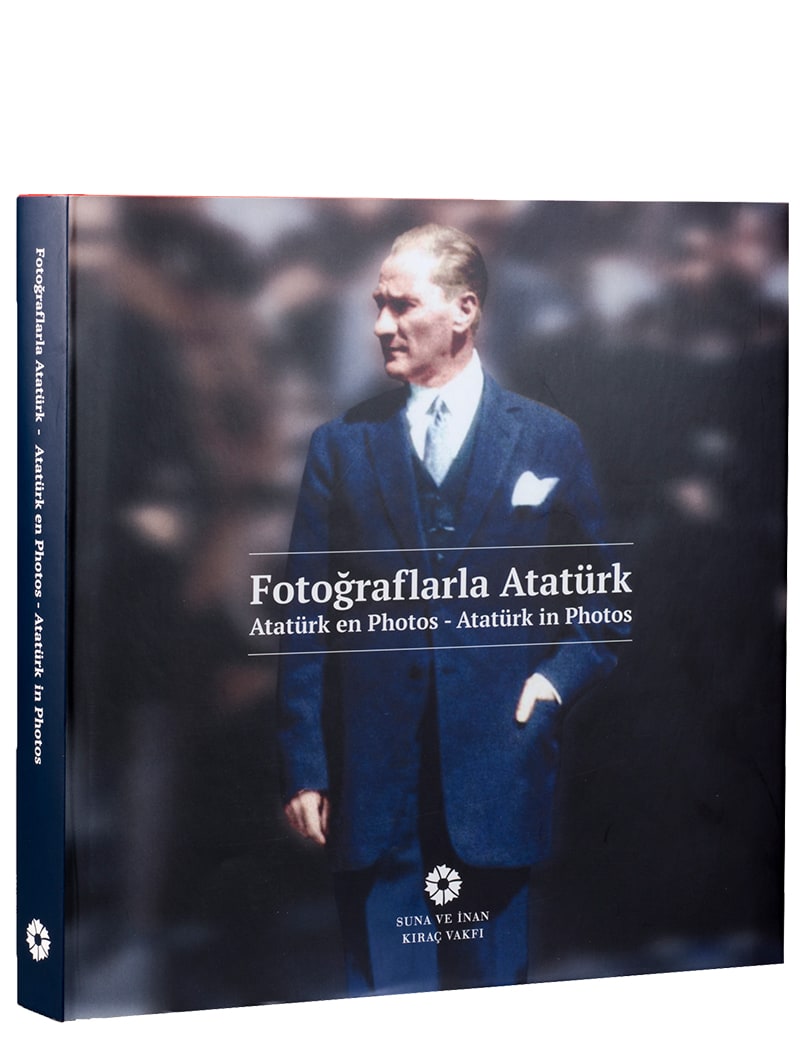 Fotoğraflarla Atatürk - Atatürk en Photos - Atatürk in Photos
Fotoğraflarla Atatürk
Atatürk en Photos - Atatürk in Photos
SUNA VE İNAN
KIRAÇ VAKFI